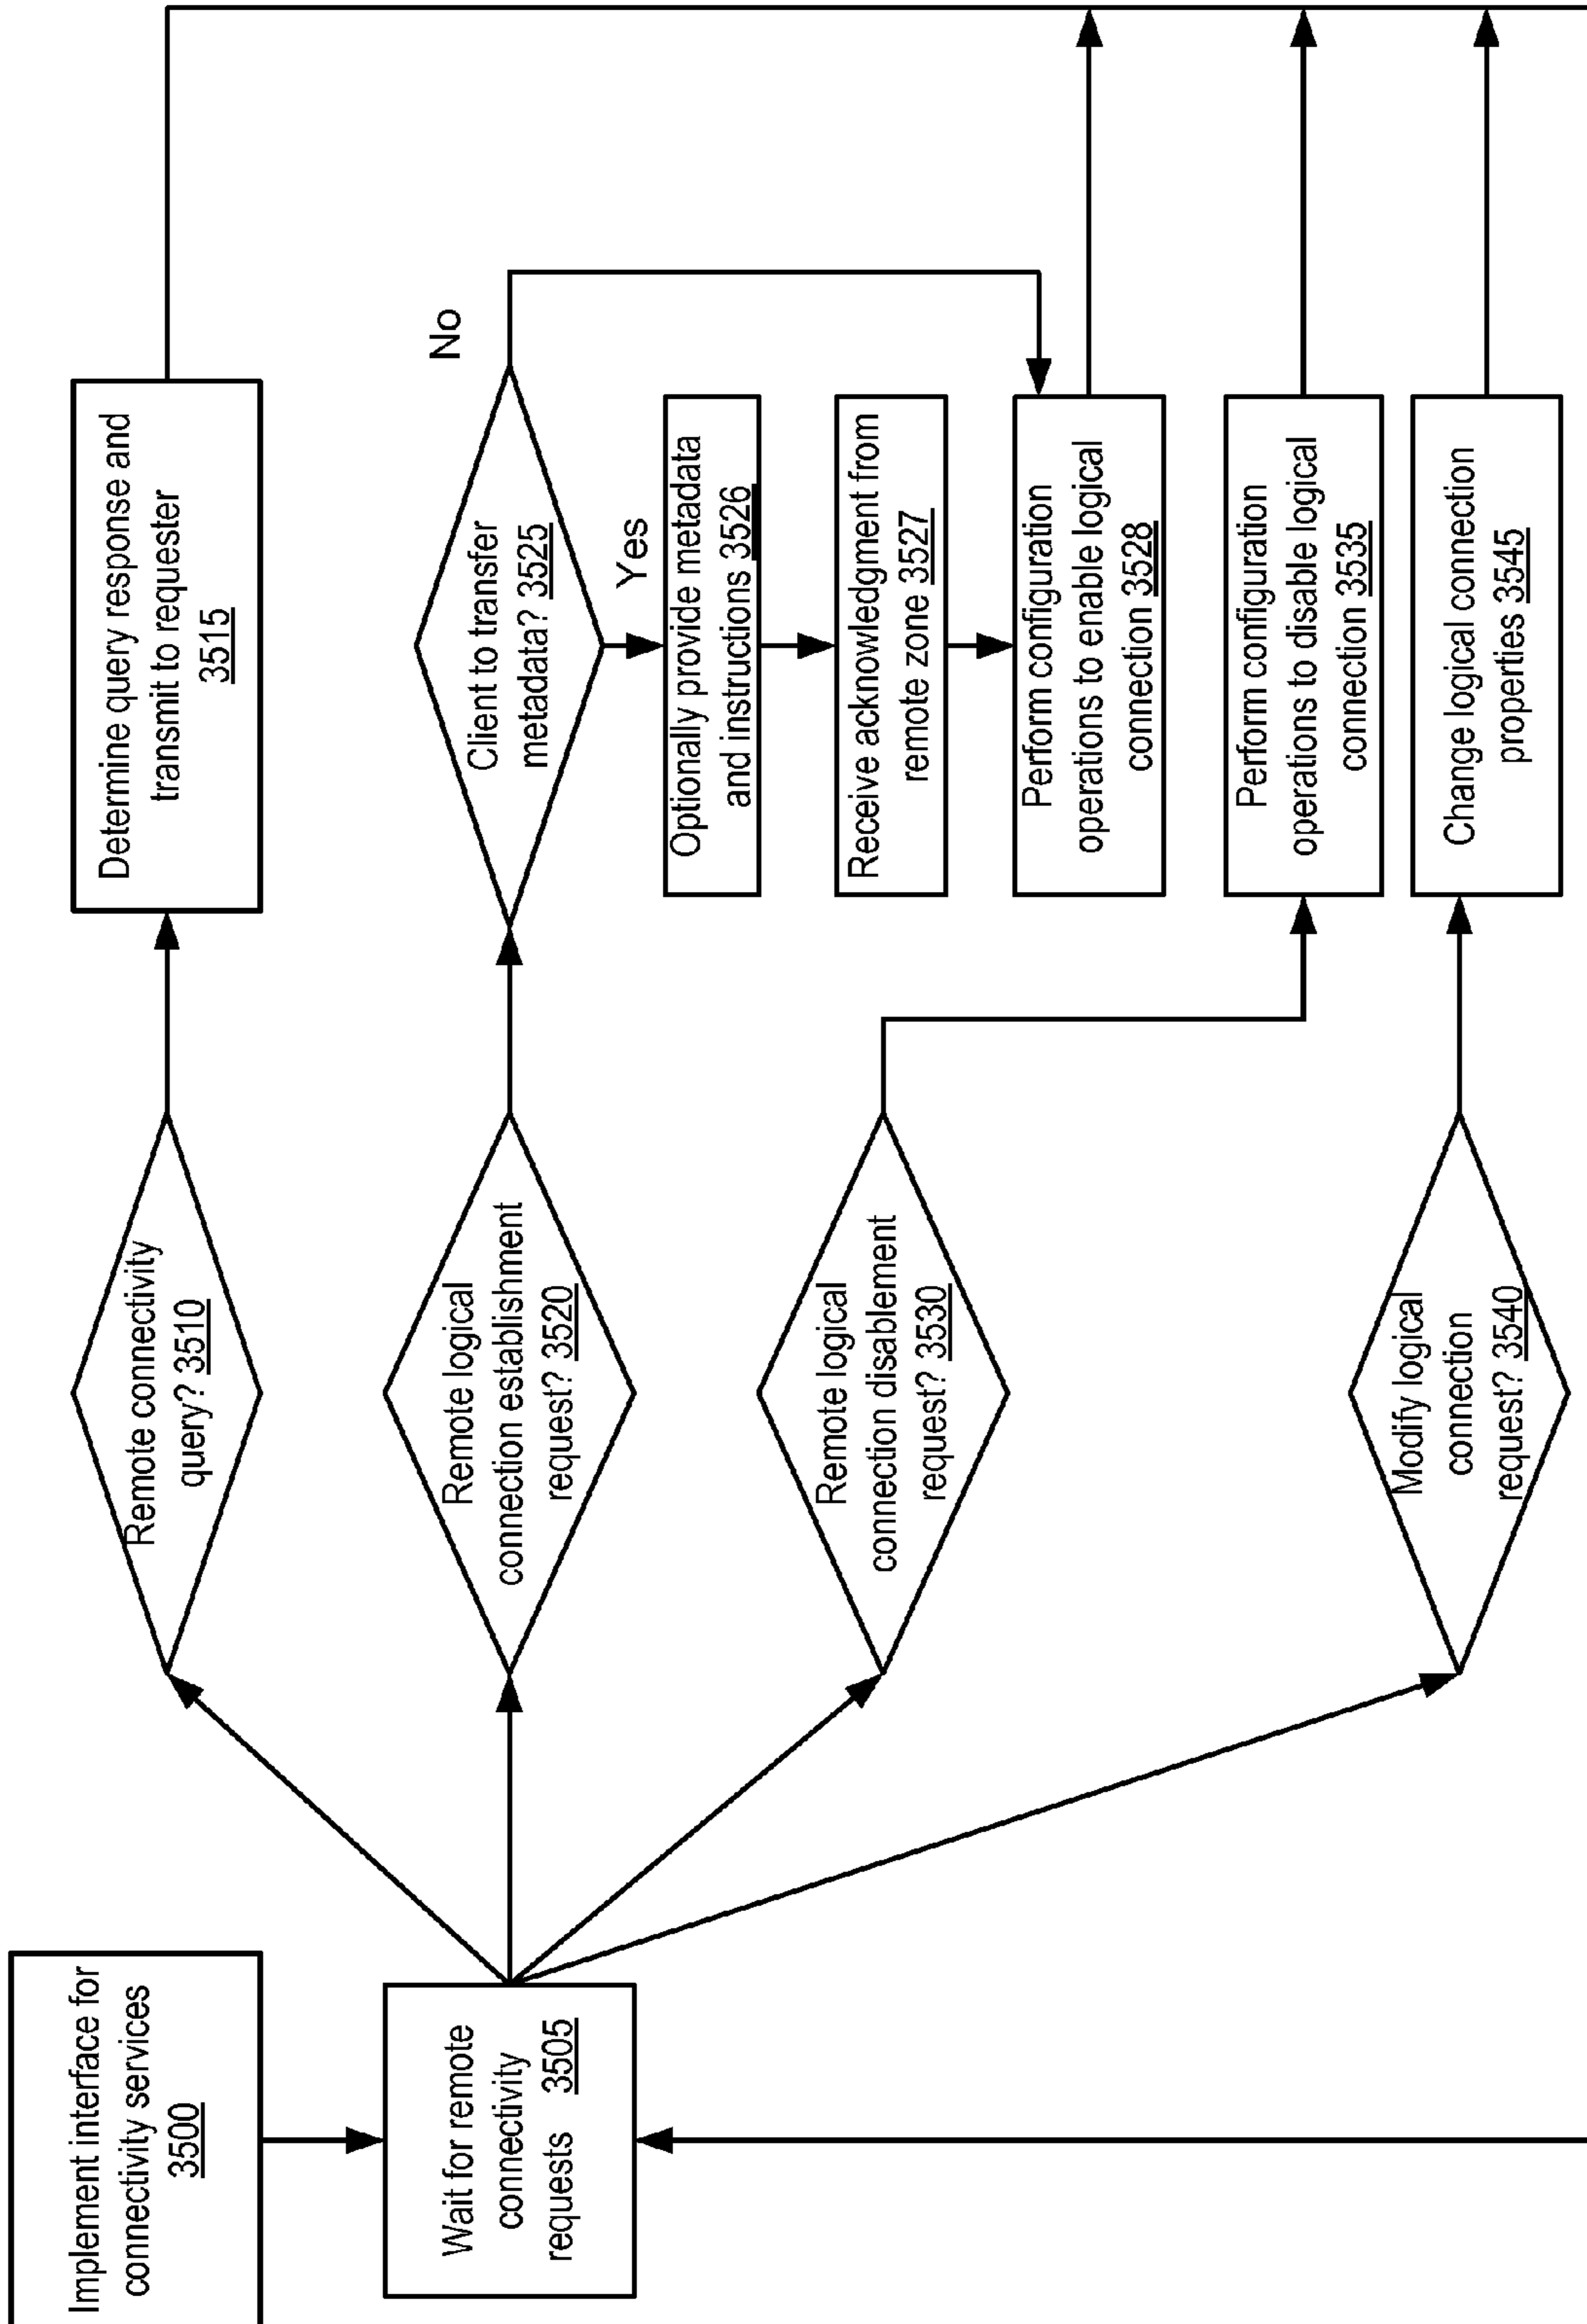 Implement interface for
connectivity services
3500
Wait for remote
connectivity
requests 3505
Remote connectivity
query? 3510
Determine query response and
transmit to requester
3515
Remote logical
connection establishment
request? 3520
Client to transfer
metadata? 3525
No
Yes
Optionally provide metadata
and instructions 3526
Receive acknowledgment from
remote zone 3527
Perform configuration
operations to enable logical
connection 3528
Remote logical
connection disablement
request? 3530
Perform configuration
operations to disable logical
connection 3535
Modify logical
connection
request? 3540
Change logical connection
properties 3545